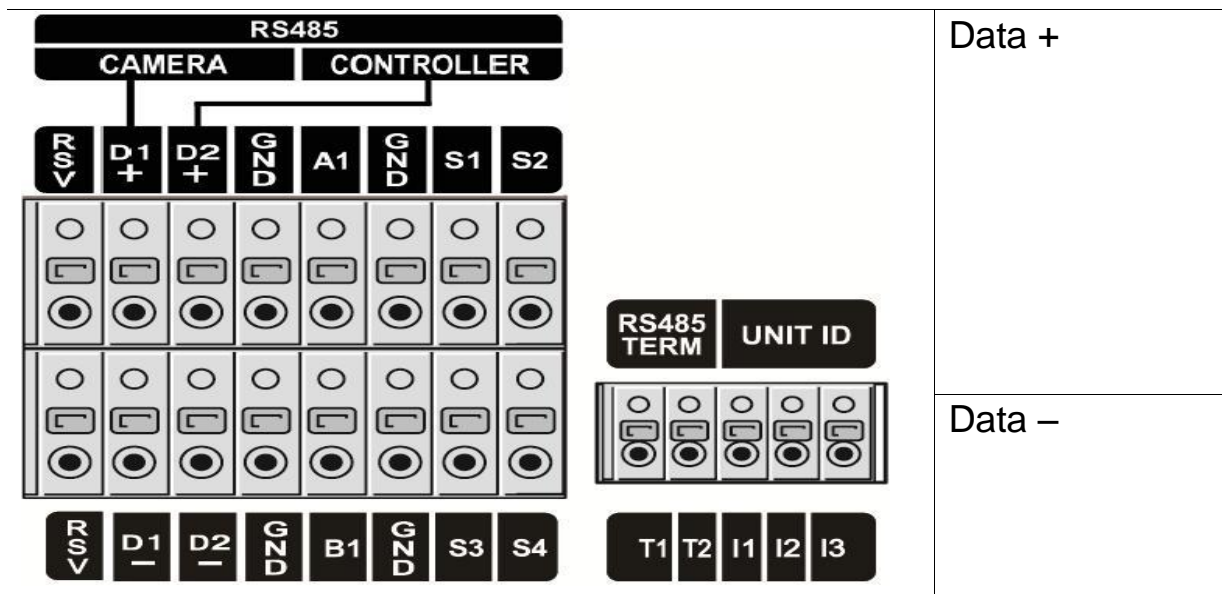 RS485
CAMERA CONTROLLER
RSV D1+ D2+ GND A1 GND S1 S2
Data +
RS485 TERM UNIT ID
Data –
RSV D1– D2– GND B1 GND S3 S4
T1 T2 I1 I2 I3